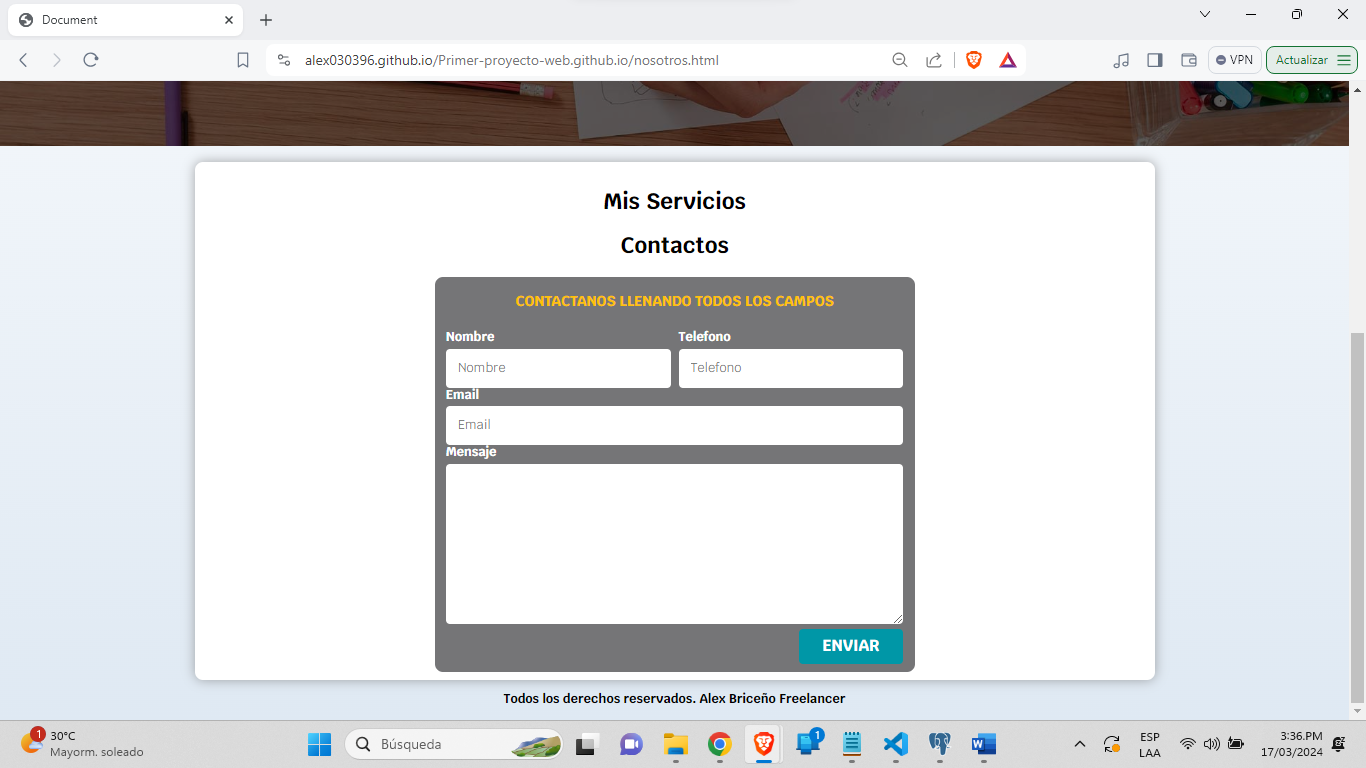 Document
alex030396.github.io/Primer-proyecto-web.github.io/nosotros.html
VPN
Actualizar
Mis Servicios
Contactos
CONTACTANOS LLENANDO TODOS LOS CAMPOS
Nombre Telefono
Nombre Telefono
Email
Email
Mensaje
ENVIAR
Todos los derechos reservados. Alex Briceño Freelancer
1
30°C
Mayorm. soleado
Búsqueda
1
ESP
LAA
3:36 PM
17/03/2024